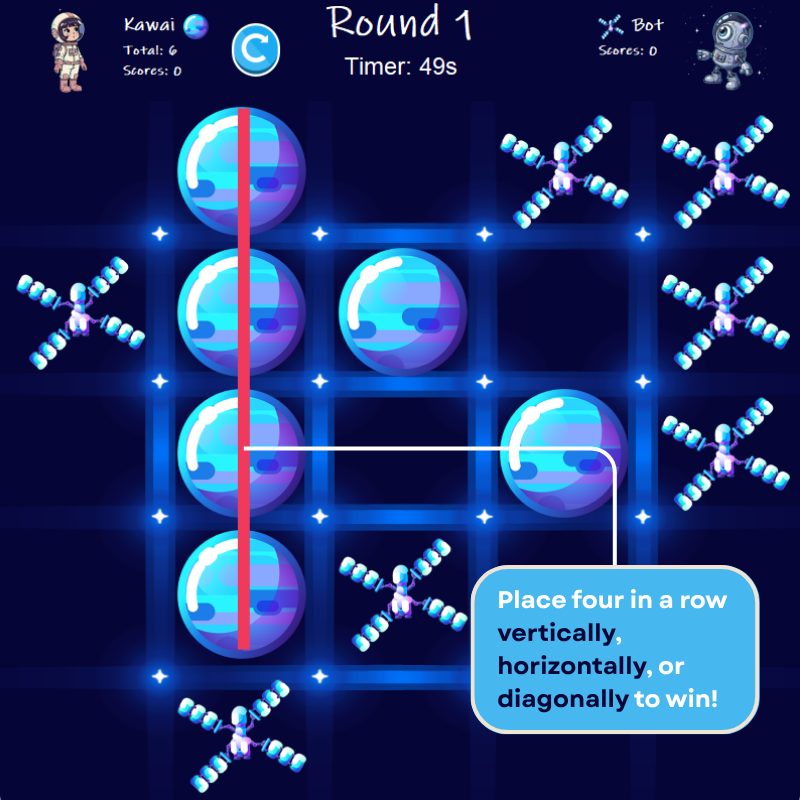 Kawai
Total: 6
Scores: 0
Round 1
Timer: 49s
Bot
Scores: 0
Place four in a row
vertically,
horizontally, or
diagonally to win!